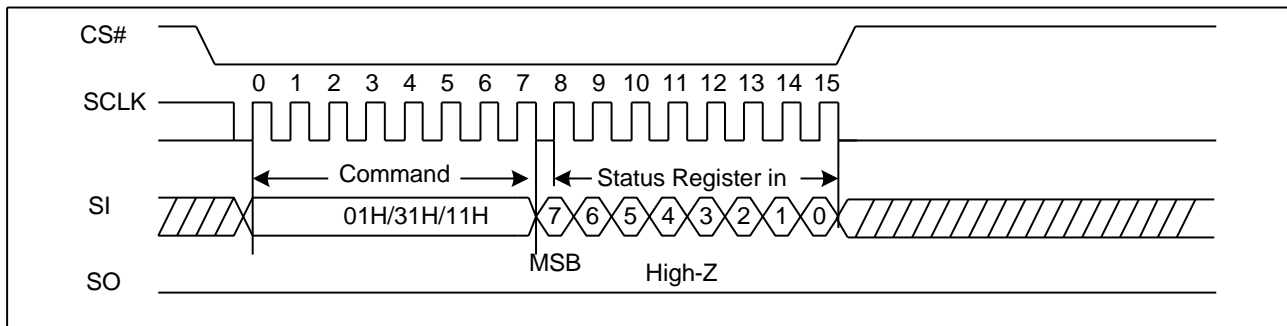 CS#
0 1 2 3 4 5 6 7 8 9 10 11 12 13 14 15
SCLK
Command Status Register in
SI 01H/31H/11H 7 6 5 4 3 2 1 0
MSB High-Z
SO